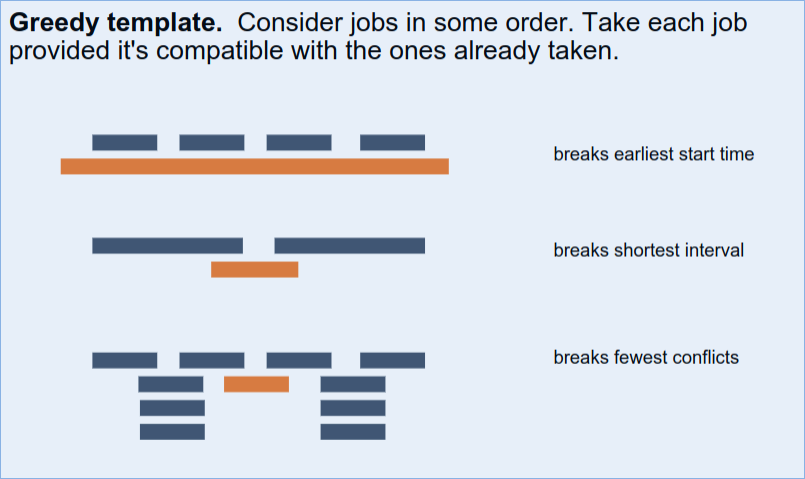 Greedy template.  Consider jobs in some order. Take each job
provided it's compatible with the ones already taken.
breaks earliest start time
breaks shortest interval
breaks fewest conflicts